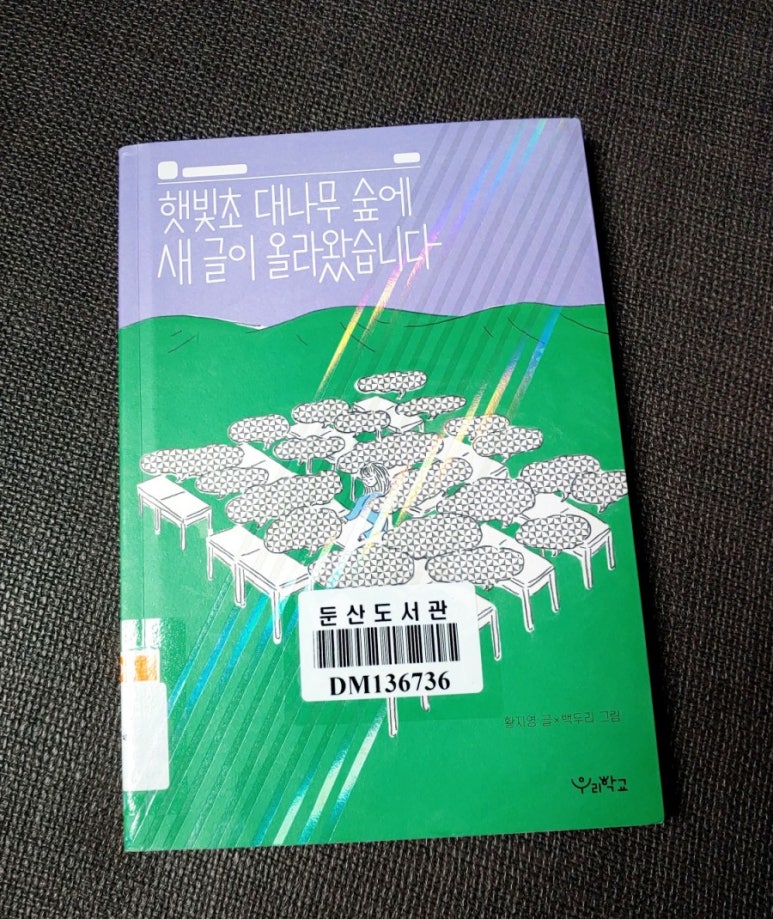 햇빛초 대나무 숲에
새 글이 올라왔습니다
둔산도서관
DM136736
황지영 글×백두리 그림
우리학교